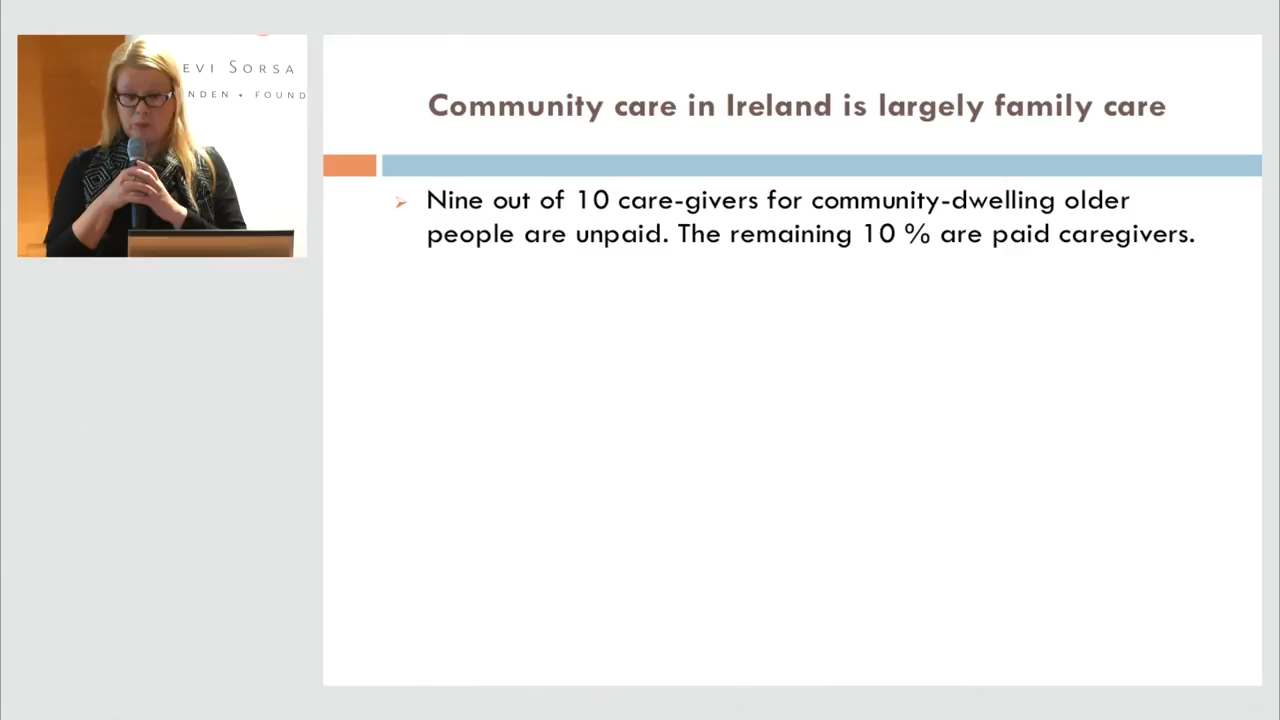 EVI SORSA
NDEN • FOUND
Community care in Ireland is largely family care
Nine out of 10 care-givers for community-dwelling older
people are unpaid. The remaining 10 % are paid caregivers.